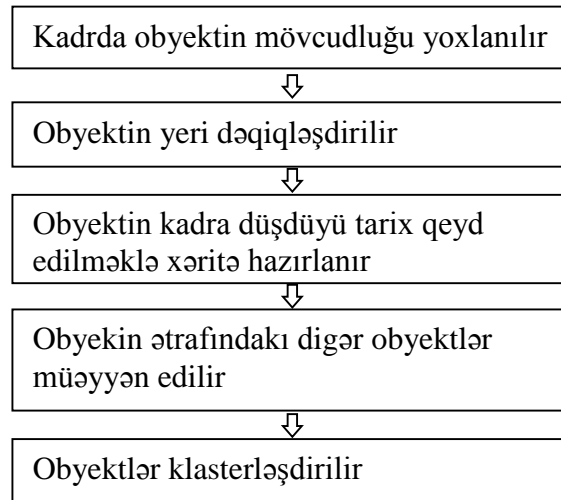 Kadrda obyektin mövcudluğu yoxlanılır
Obyektin yeri dəqiqləşdirilir
Obyektin kadra düşdüyü tarix qeyd
edilməklə xəritə hazırlanır
Obyekin ətrafındakı digər obyektlər
müəyyən edilir
Obyektlər klasterləşdirilir